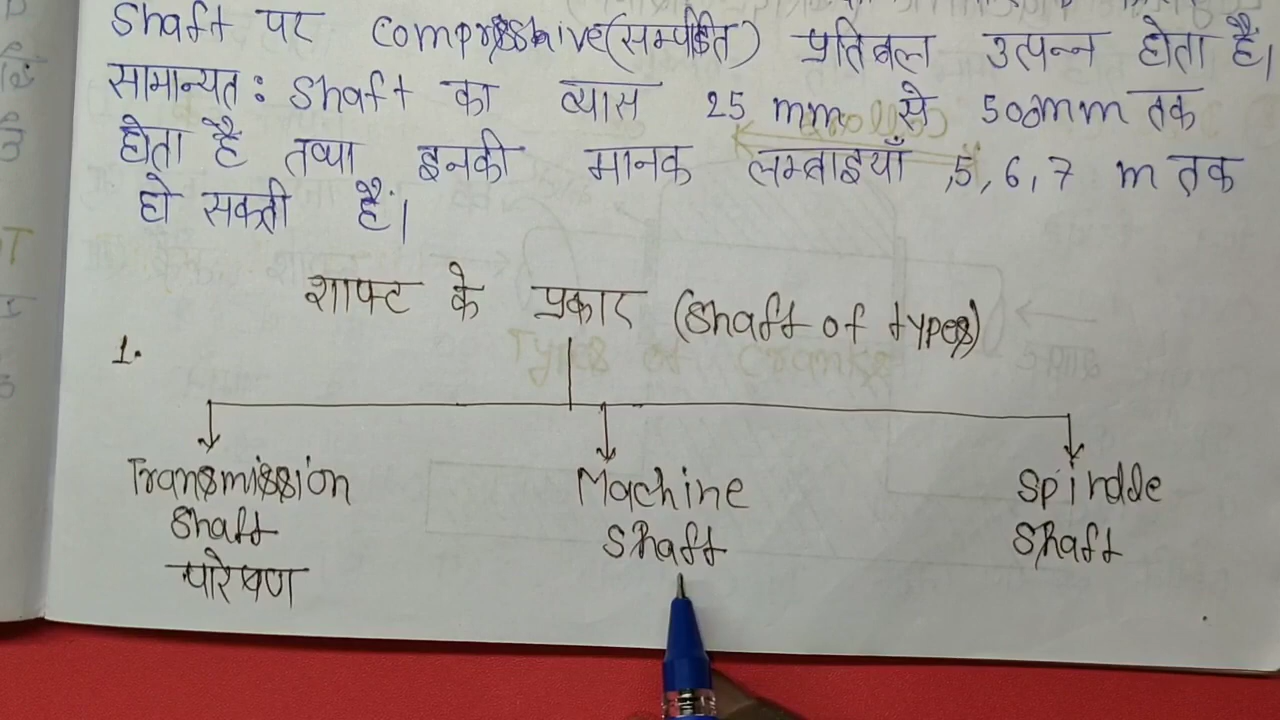 Shaft पर compressive(सम्पीडित) प्रतिबल उत्पन्न होता है।
सामान्यत: Shaft का व्यास 25 mm से 500mm तक
होता है तथा इनकी मानक लम्बाइयाँ ,5,6,7 m तक
हो सकती है।
शाफ्ट के प्रकार (Shaft of types)
1.
Transmission Machine Spindle
Shaft Shaft Shaft
पारेषण